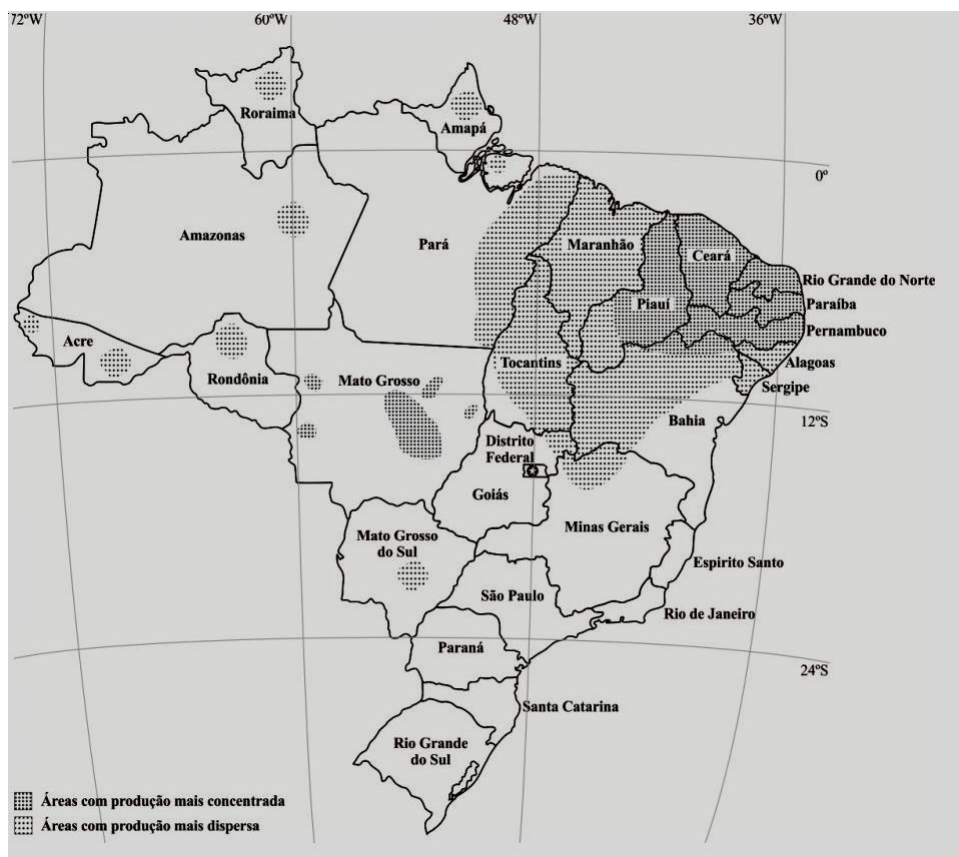 72ºW
60ºW
48ºW
36ºW
Roraima
Amapá
0º
Amazonas
Pará
Maranhão
Ceará
Rio Grande do Norte
Piauí
Paraíba
Pernambuco
Acre
Rondônia
Mato Grosso
Tocantins
Alagoas
Sergipe
12ºS
Bahia
Distrito
Federal
Goiás
Minas Gerais
Mato Grosso
do Sul
Espirito Santo
São Paulo
Rio de Janeiro
Paraná
24ºS
Santa Catarina
Rio Grande
do Sul
Áreas com produção mais concentrada
Áreas com produção mais dispersa